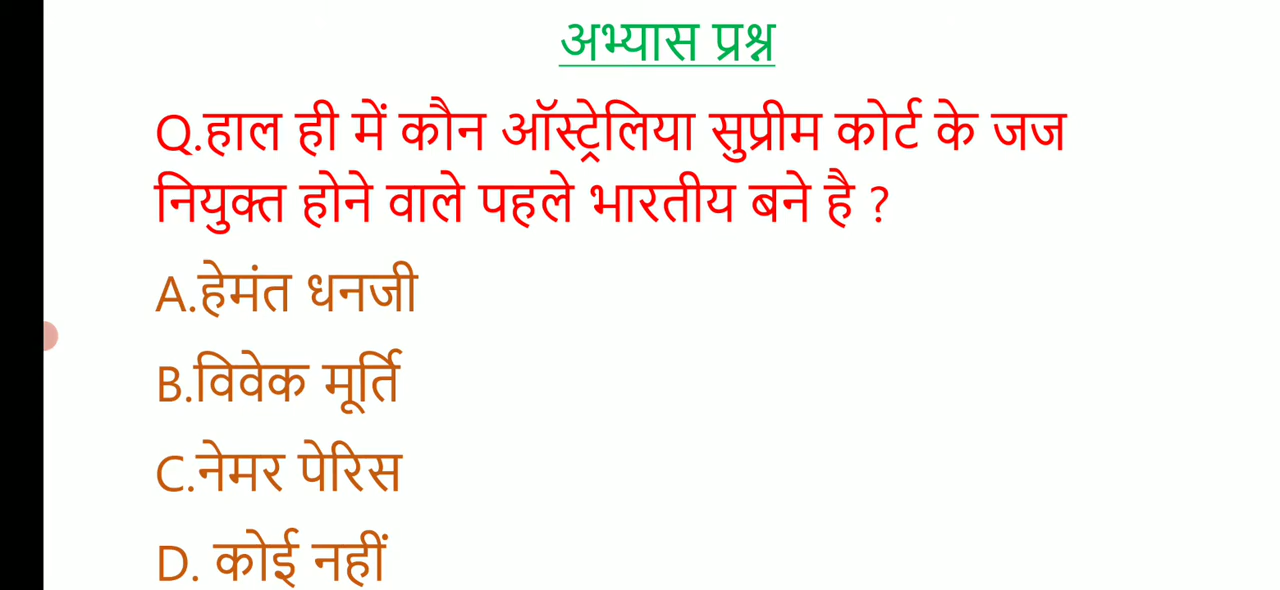 अभ्यास प्रश्न
Q.हाल ही में कौन ऑस्ट्रेलिया सुप्रीम कोर्ट के जज
नियुक्त होने वाले पहले भारतीय बने है ?
A.हेमंत धनजी
B.विवेक मूर्ति
C.नेमर पेरिस
D. कोई नहीं